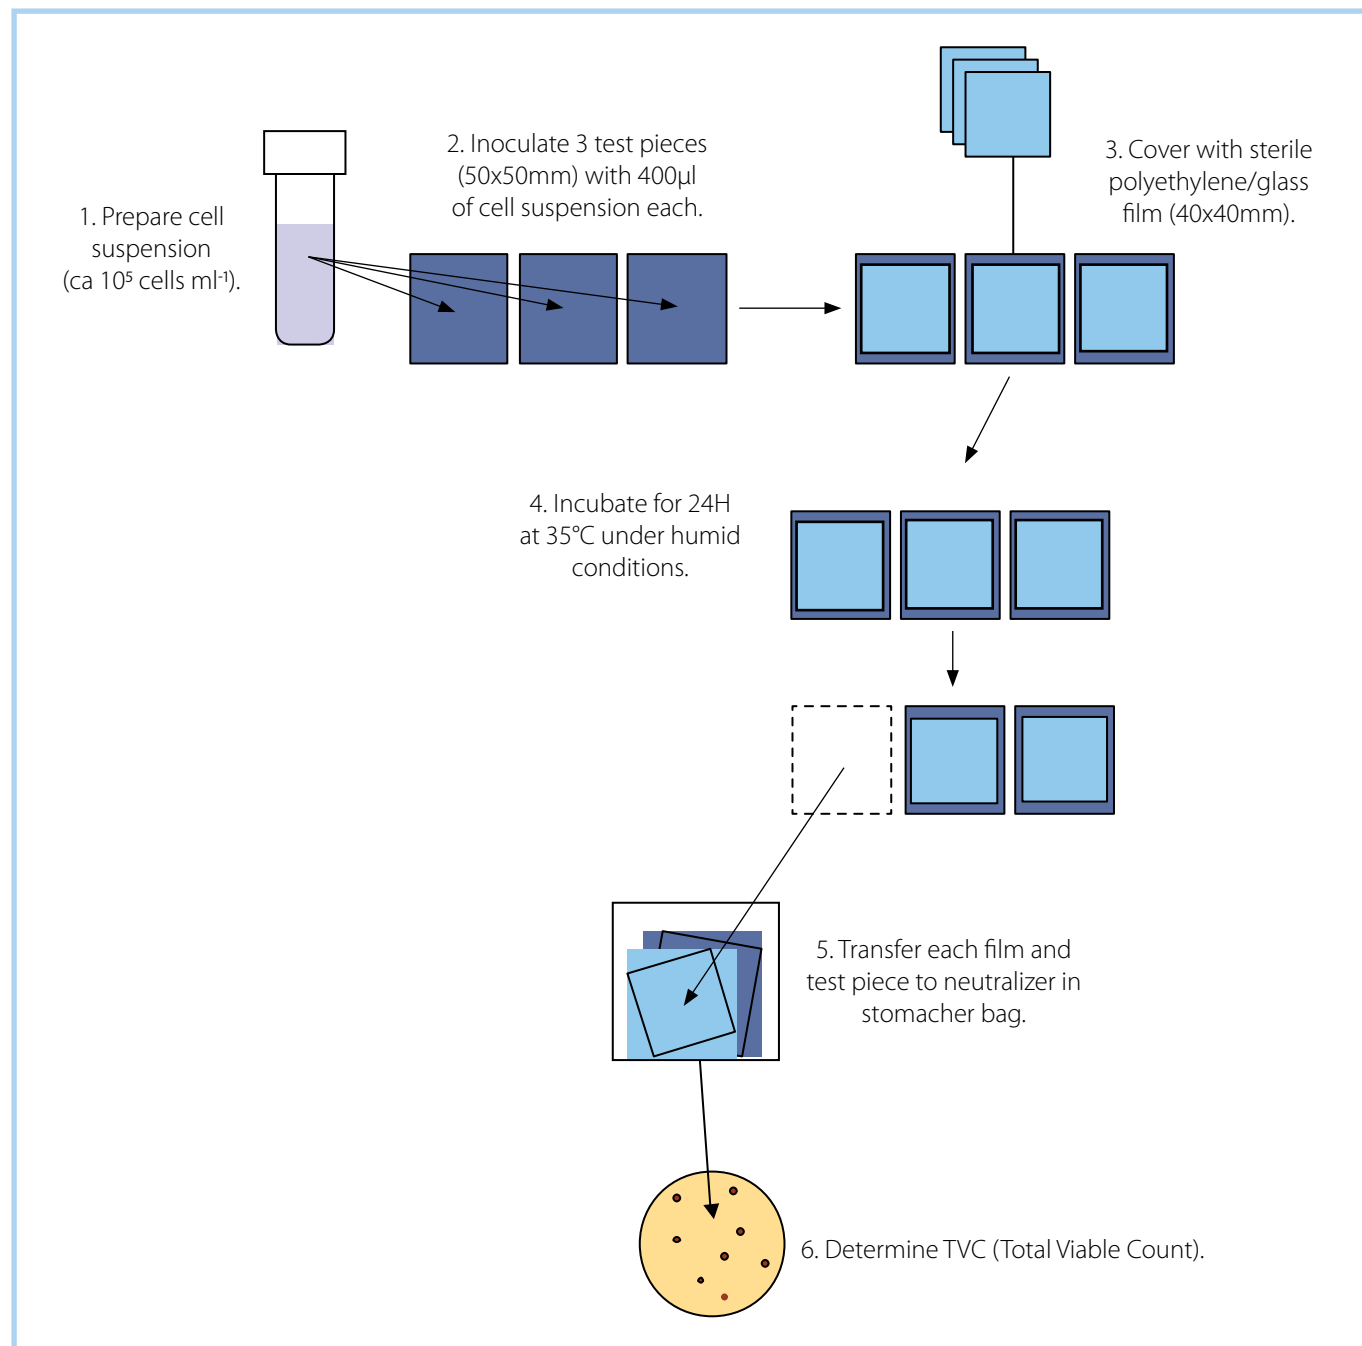 1. Prepare cell
suspension
(ca 10⁵ cells ml⁻¹).
2. Inoculate 3 test pieces
(50x50mm) with 400µl
of cell suspension each.
3. Cover with sterile
polyethylene/glass
film (40x40mm).
4. Incubate for 24H
at 35°C under humid
conditions.
5. Transfer each film and
test piece to neutralizer in
stomacher bag.
6. Determine TVC (Total Viable Count).